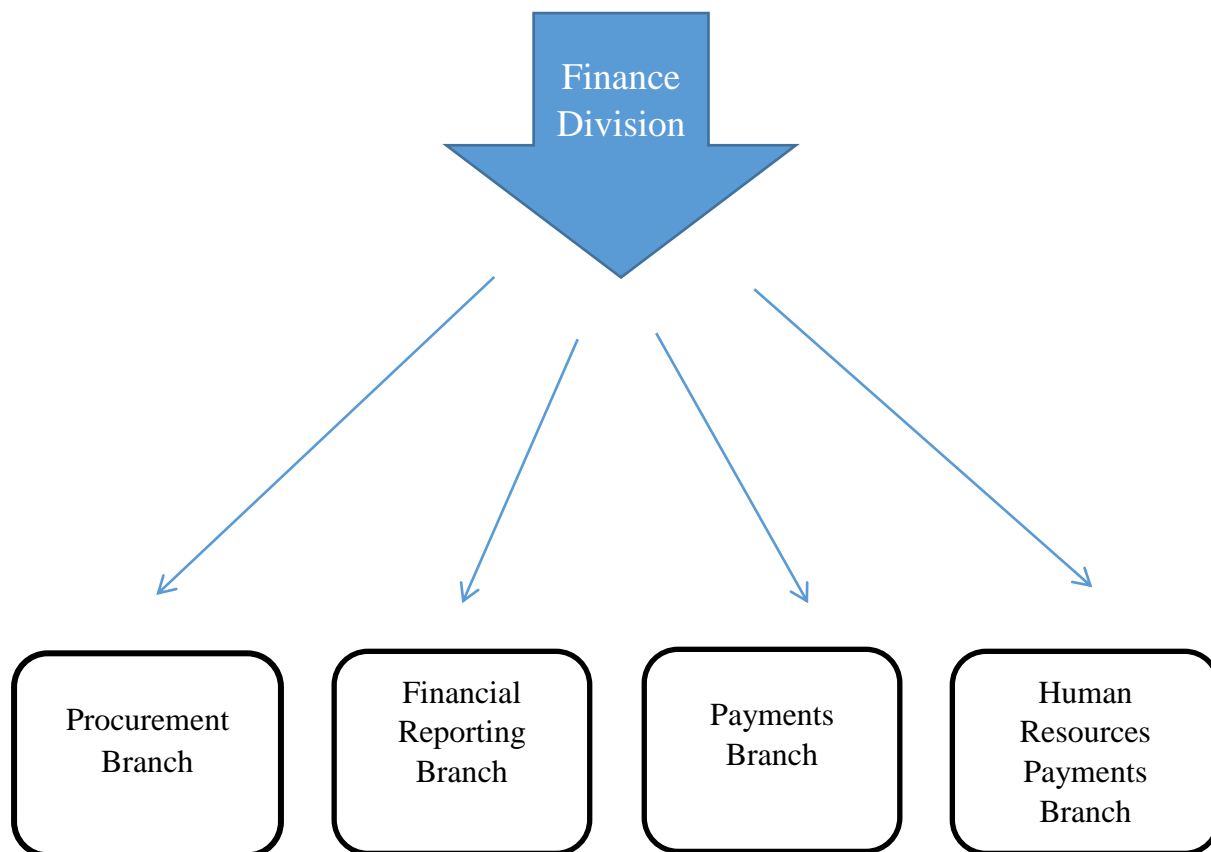 Finance
Division
Procurement
Branch
Financial
Reporting
Branch
Payments
Branch
Human
Resources
Payments
Branch